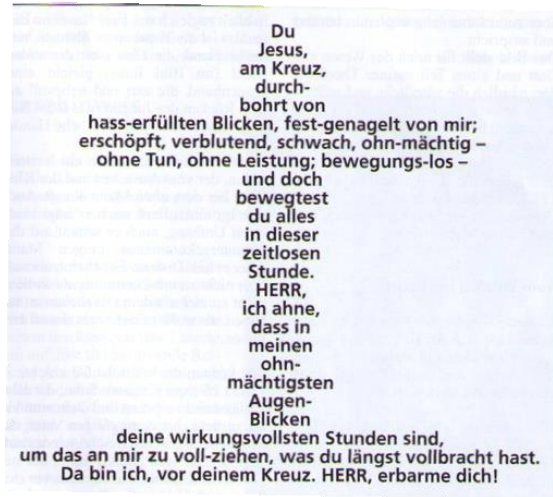 Du
Jesus,
am Kreuz,
durch-
bohrt von
hass-erfüllten Blicken, fest-genagelt von mir;
erschöpft, verblutend, schwach, ohn-mächtig –
ohne Tun, ohne Leistung; bewegungs-los –
und doch
bewegtest
du alles
in dieser
zeitlosen
Stunde.
HERR,
ich ahne,
dass in
meinen
ohn-
mächtigsten
Augen-
Blicken
deine wirkungsvollsten Stunden sind,
um das an mir zu voll-ziehen, was du längst vollbracht hast.
Da bin ich, vor deinem Kreuz. HERR, erbarme dich!